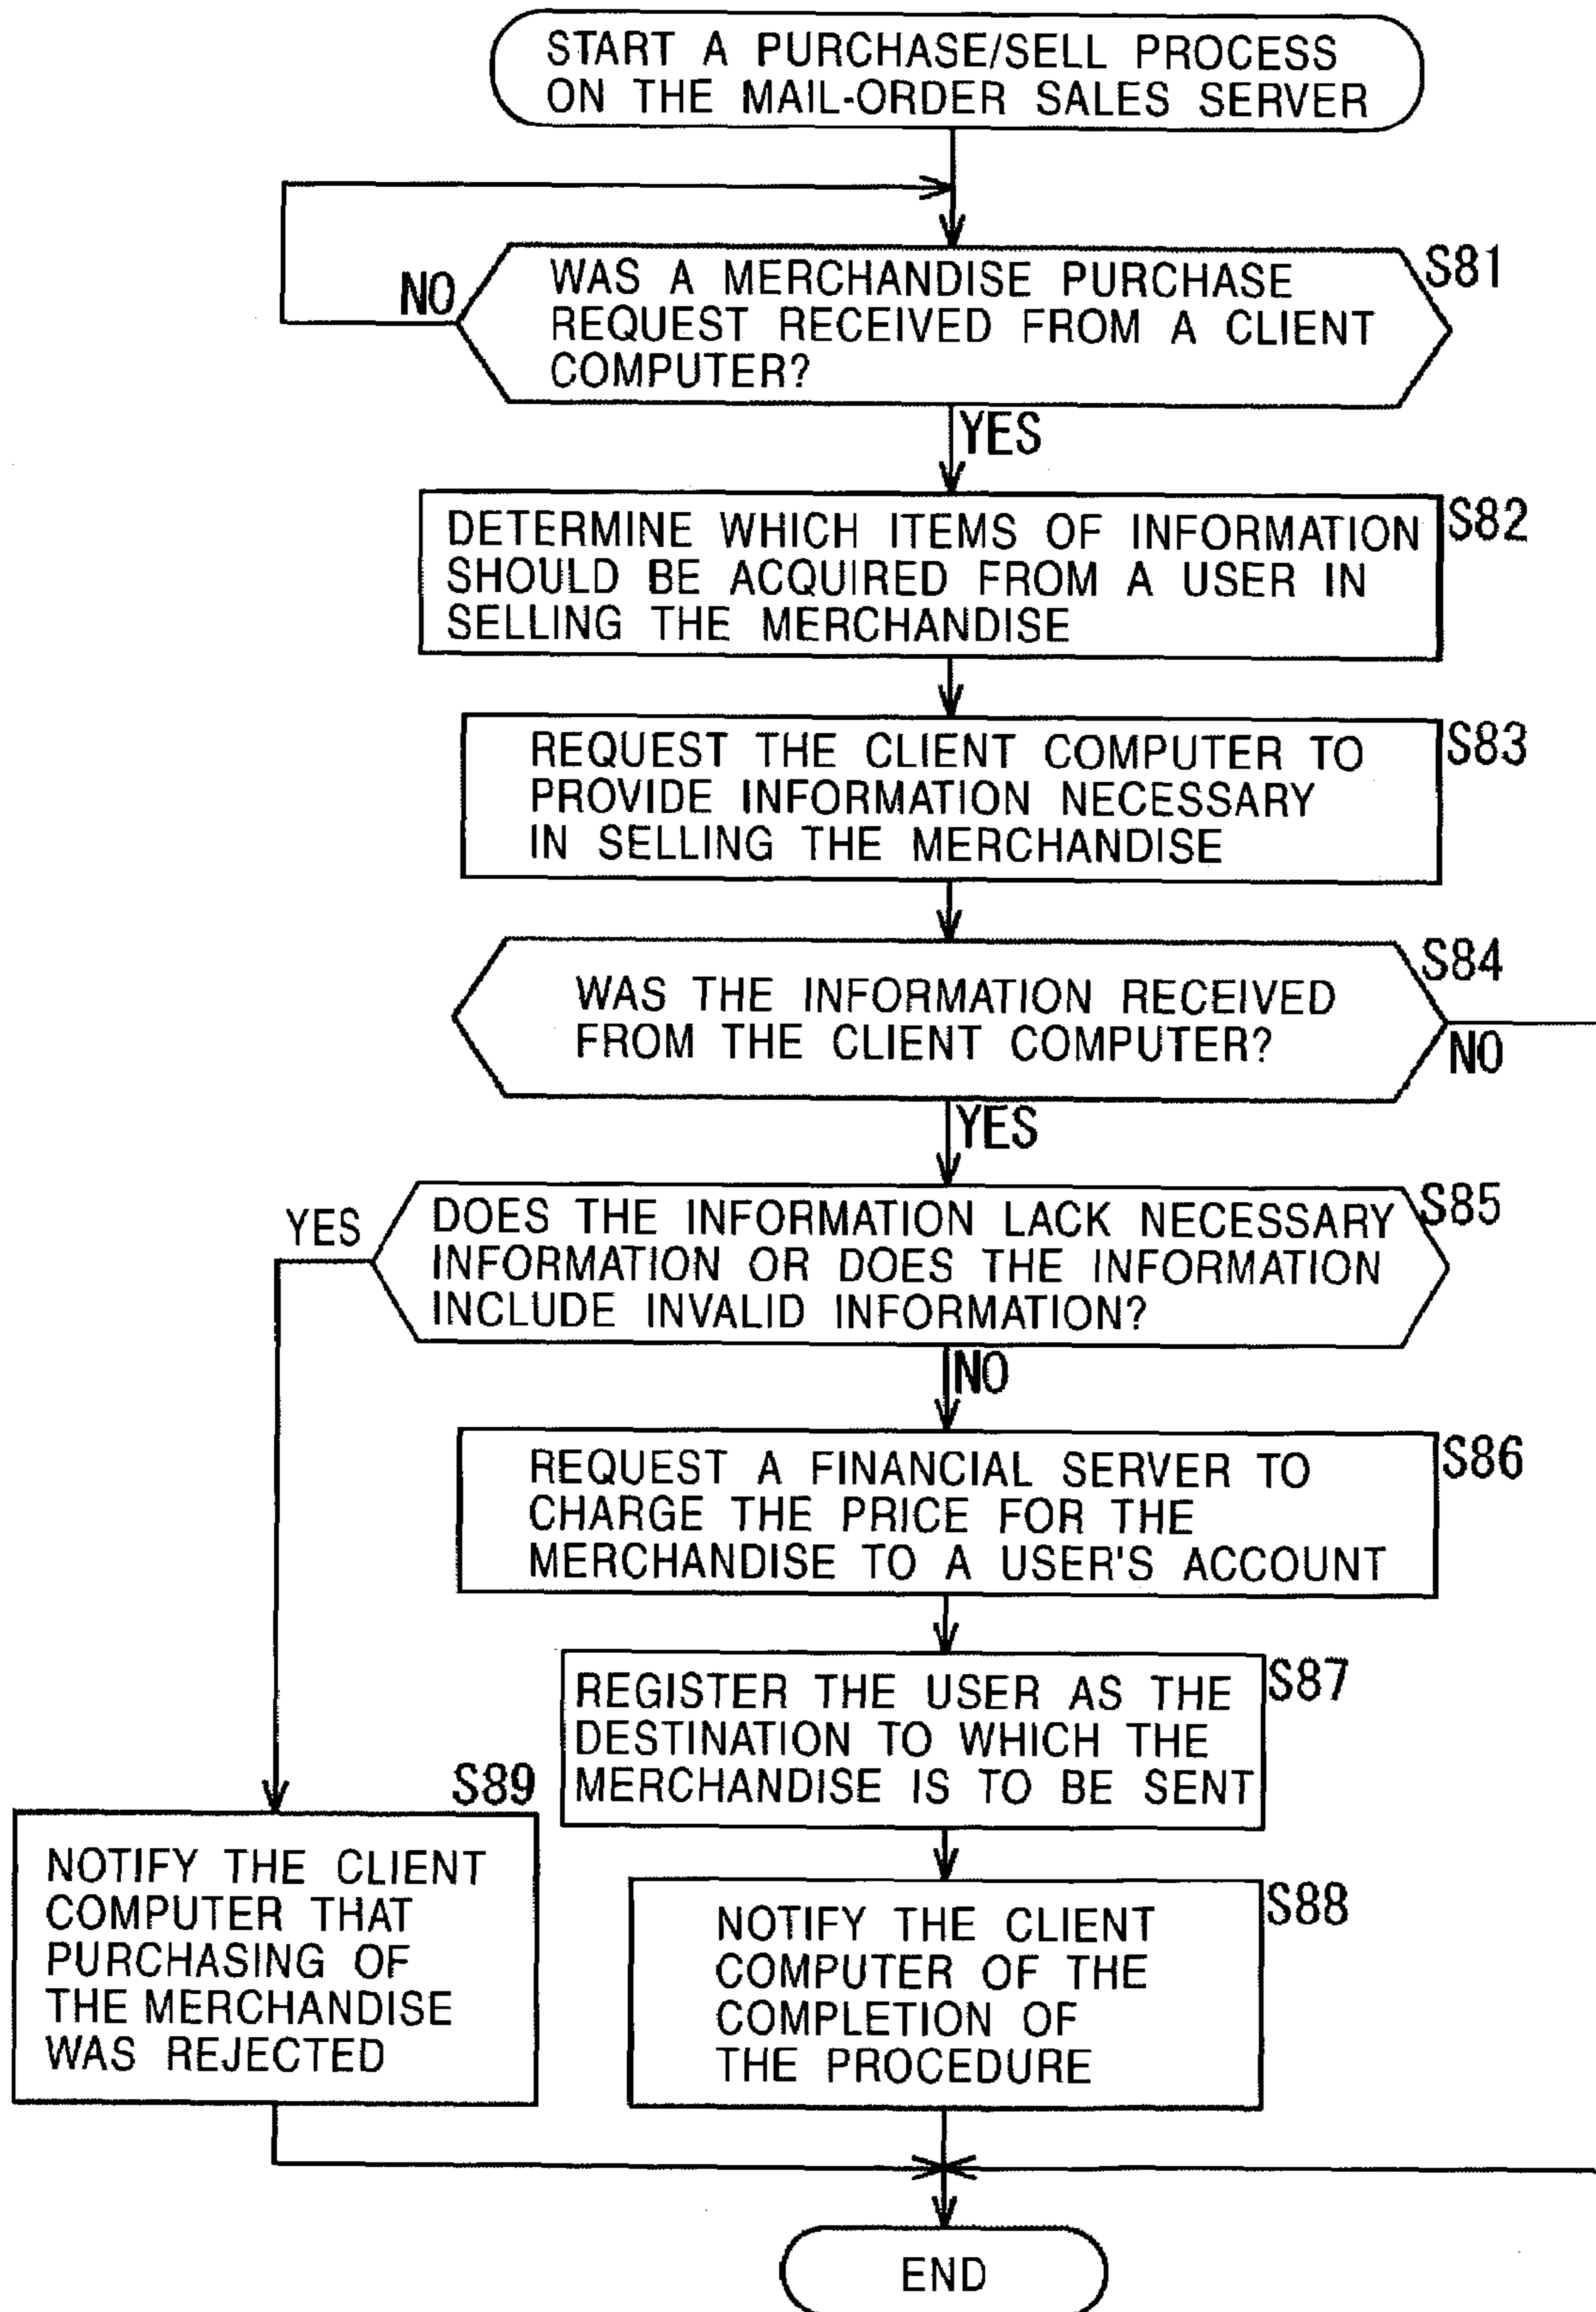 START A PURCHASE/SELL PROCESS
ON THE MAIL-ORDER SALES SERVER
S81
NO
WAS A MERCHANDISE PURCHASE
REQUEST RECEIVED FROM A CLIENT
COMPUTER?
YES
S82
DETERMINE WHICH ITEMS OF INFORMATION
SHOULD BE ACQUIRED FROM A USER IN
SELLING THE MERCHANDISE
S83
REQUEST THE CLIENT COMPUTER TO
PROVIDE INFORMATION NECESSARY
IN SELLING THE MERCHANDISE
S84
WAS THE INFORMATION RECEIVED
FROM THE CLIENT COMPUTER?
NO
YES
S85
YES
DOES THE INFORMATION LACK NECESSARY
INFORMATION OR DOES THE INFORMATION
INCLUDE INVALID INFORMATION?
NO
S86
REQUEST A FINANCIAL SERVER TO
CHARGE THE PRICE FOR THE
MERCHANDISE TO A USER'S ACCOUNT
S87
REGISTER THE USER AS THE
DESTINATION TO WHICH THE
MERCHANDISE IS TO BE SENT
S89
NOTIFY THE CLIENT
COMPUTER THAT
PURCHASING OF
THE MERCHANDISE
WAS REJECTED
S88
NOTIFY THE CLIENT
COMPUTER OF THE
COMPLETION OF
THE PROCEDURE
END